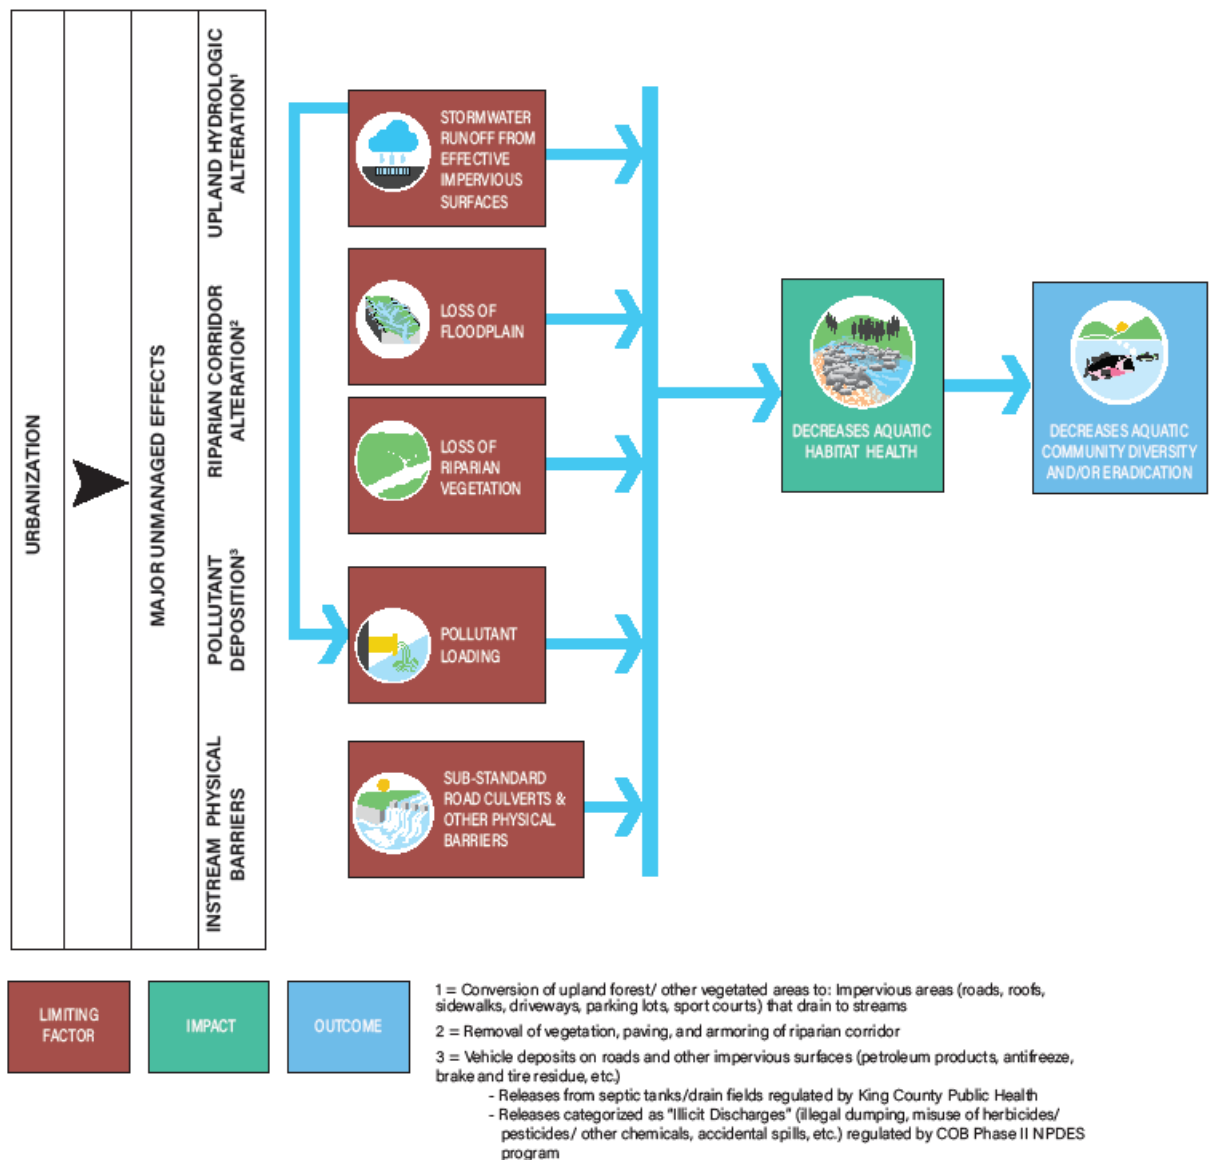 URBANIZATION
MAJOR UNMANAGED EFFECTS
UPLAND HYDROLOGIC
ALTERATION¹
RIPARIAN CORRIDOR
ALTERATION²
POLLUTANT
DEPOSITION³
INSTREAM PHYSICAL
BARRIERS
STORMWATER
RUNOFF FROM
EFFECTIVE
IMPERVIOUS
SURFACES
LOSS OF
FLOODPLAIN
LOSS OF
RIPARIAN
VEGETATION
POLLUTANT
LOADING
SUB-STANDARD
ROAD CULVERTS &
OTHER PHYSICAL
BARRIERS
DECREASES AQUATIC
HABITAT HEALTH
DECREASES AQUATIC
COMMUNITY DIVERSITY
AND/OR ERADICATION
LIMITING
FACTOR
IMPACT
OUTCOME
1 = Conversion of upland forest/ other vegetated areas to: Impervious areas (roads, roofs,
sidewalks, driveways, parking lots, sport courts) that drain to streams
2 = Removal of vegetation, paving, and armoring of riparian corridor
3 = Vehicle deposits on roads and other impervious surfaces (petroleum products, antifreeze,
brake and tire residue, etc.)
- Releases from septic tanks/drain fields regulated by King County Public Health
- Releases categorized as "Illicit Discharges" (illegal dumping, misuse of herbicides/
pesticides/ other chemicals, accidental spills, etc.) regulated by COB Phase II NPDES
program